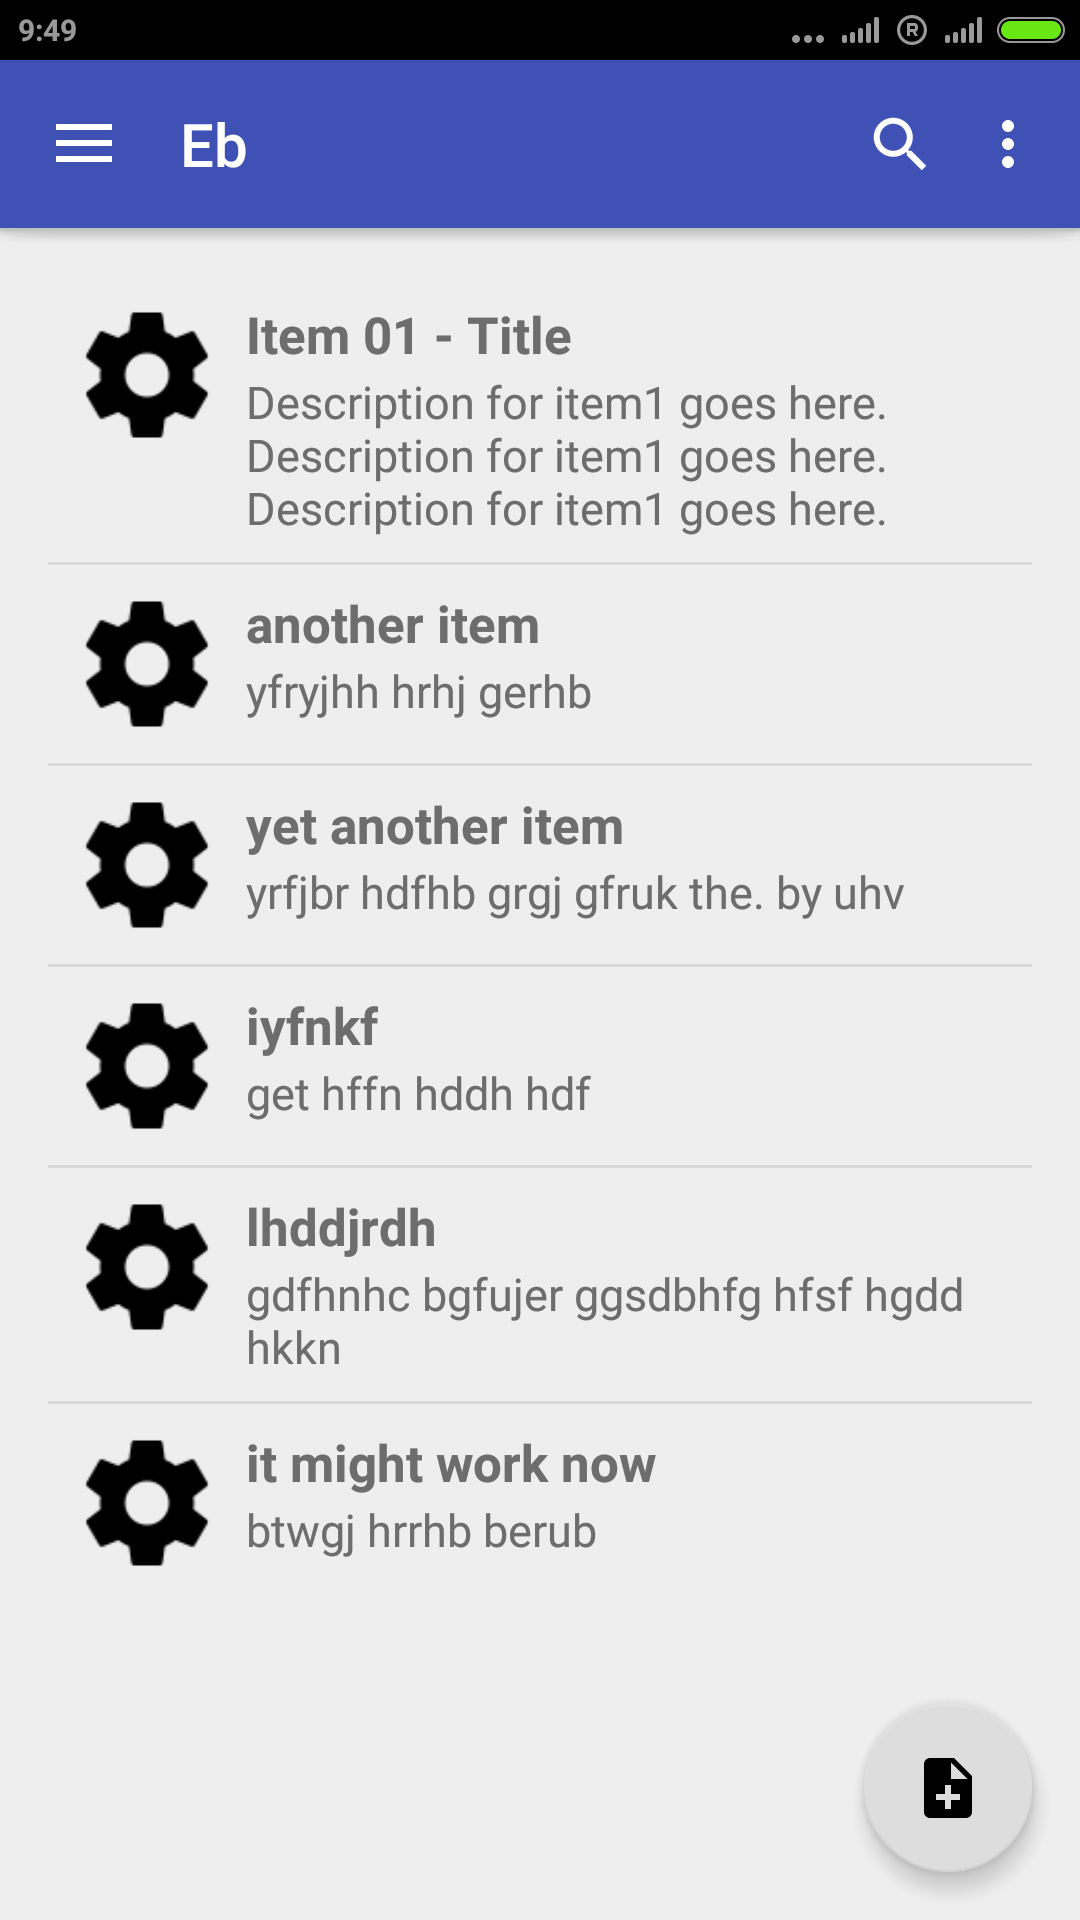 9:49
Eb
Item 01 - Title
Description for item1 goes here.
Description for item1 goes here.
Description for item1 goes here.
another item
yfryjhh hrhj gerhb
yet another item
yrfjbr hdfhb grgj gfruk the. by uhv
iyfnkf
get hffn hddh hdf
lhddjrdh
gdfhnhc bgfujer ggsdbhfg hfsf hgdd
hkkn
it might work now
btwgj hrrhb berub